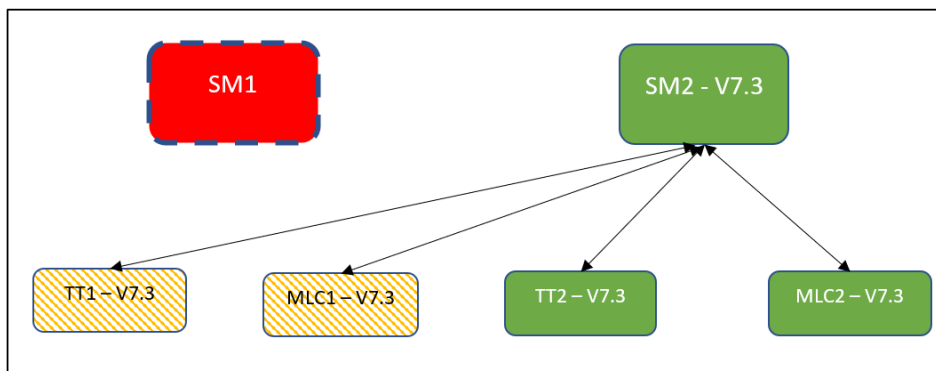 SM1
SM2 - V7.3
TT1 – V7.3
MLC1 – V7.3
TT2 – V7.3
MLC2 – V7.3